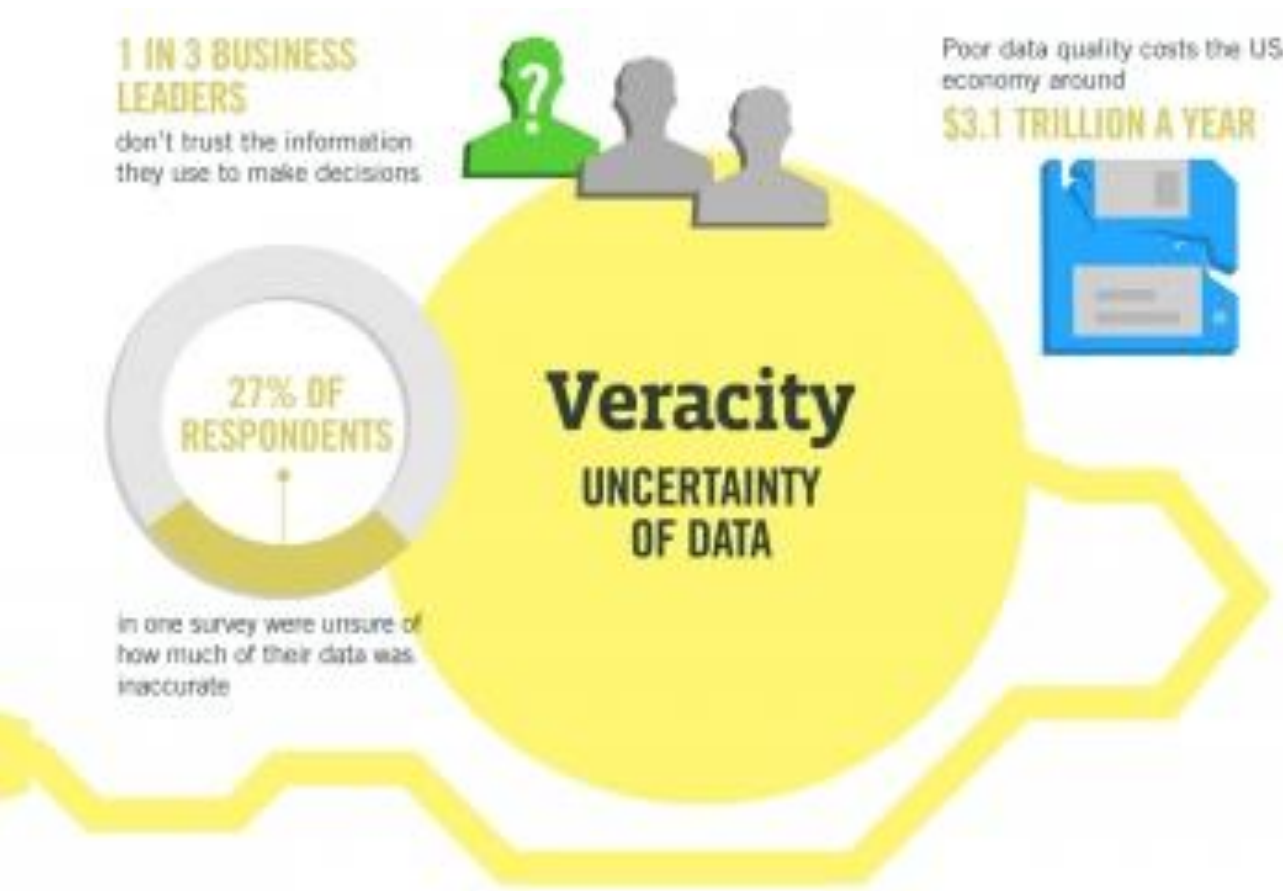 1 IN 3 BUSINESS
LEADERS
don't trust the information
they use to make decisions
?
Poor data quality costs the US
economy around
$3.1 TRILLION A YEAR
27% OF
RESPONDENTS
in one survey were unsure of
how much of their data was
inaccurate
Veracity
UNCERTAINTY
OF DATA